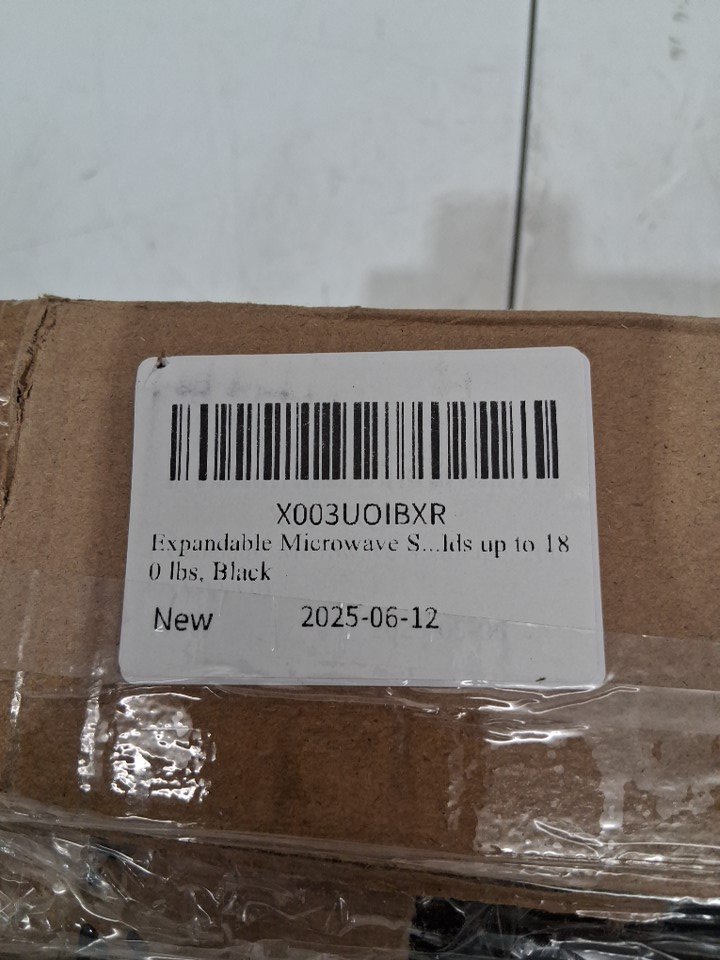 X003UOIBXR
Expandable Microwave S...lds up to 18
0 lbs, Black
New 2025-06-12